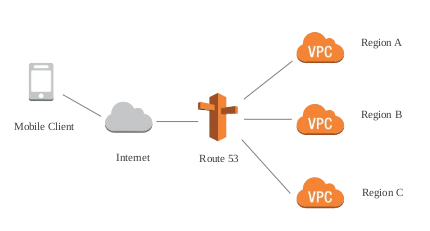 VPC
Region A
Mobile Client
Internet
Route 53
VPC
Region B
VPC
Region C